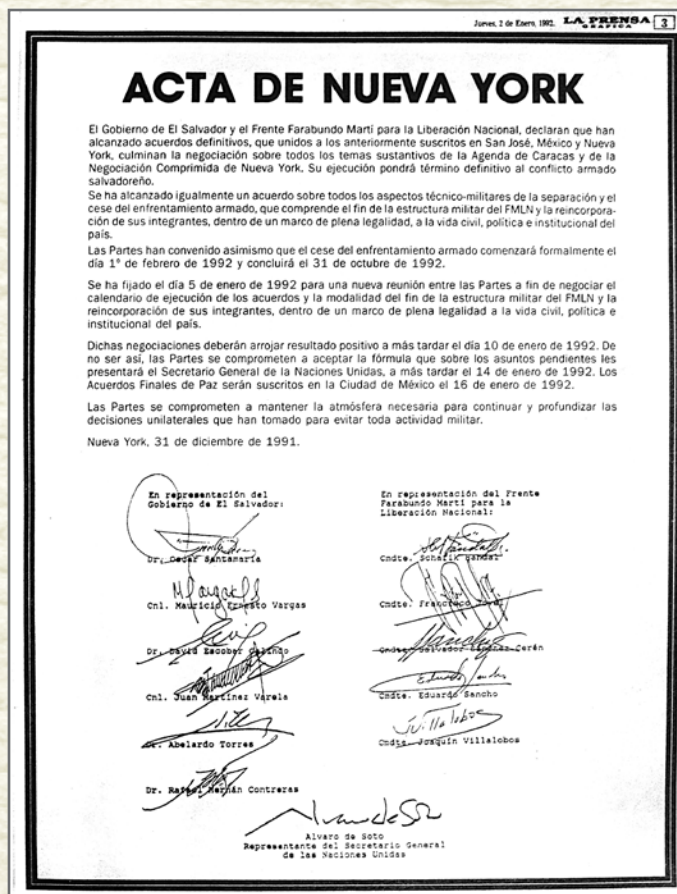 Jueves, 2 de Enero, 1992. LA PRENSA GRAFICA 3
ACTA DE NUEVA YORK
El Gobierno de El Salvador y el Frente Farabundo Martí para la Liberación Nacional, declaran que han
alcanzado acuerdos definitivos, que unidos a los anteriormente suscritos en San José, México y Nueva
York, culminan la negociación sobre todos los temas sustantivos de la Agenda de Caracas y de la
Negociación Comprimida de Nueva York. Su ejecución pondrá término definitivo al conflicto armado
salvadoreño.
Se ha alcanzado igualmente un acuerdo sobre todos los aspectos técnico-militares de la separación y el
cese del enfrentamiento armado, que comprende el fin de la estructura militar del FMLN y la reincorpora-
ción de sus integrantes, dentro de un marco de plena legalidad, a la vida civil, política e institucional del
país.
Las Partes han convenido asimismo que el cese del enfrentamiento armado comenzará formalmente el
día 1º de febrero de 1992 y concluirá el 31 de octubre de 1992.
Se ha fijado el día 5 de enero de 1992 para una nueva reunión entre las Partes a fin de negociar el
calendario de ejecución de los acuerdos y la modalidad del fin de la estructura militar del FMLN y la
reincorporación de sus integrantes, dentro de un marco de plena legalidad a la vida civil, política e
institucional del país.
Dichas negociaciones deberán arrojar resultado positivo a más tardar el día 10 de enero de 1992. De
no ser así, las Partes se comprometen a aceptar la fórmula que sobre los asuntos pendientes les
presentará el Secretario General de la Naciones Unidas, a más tardar el 14 de enero de 1992. Los
Acuerdos Finales de Paz serán suscritos en la Ciudad de México el 16 de enero de 1992.
Las Partes se comprometen a mantener la atmósfera necesaria para continuar y profundizar las
decisiones unilaterales que han tomado para evitar toda actividad militar.
Nueva York, 31 de diciembre de 1991.
En representación del
Gobierno de El Salvador:
Dr. Oscar Santamaría
Cnl. Mauricio Ernesto Vargas
Dr. David Escobar Galindo
Cnl. Juan Martínez Varela
Dr. Abelardo Torres
Dr. Rafael Hernán Contreras
En representación del Frente
Farabundo Martí para la
Liberación Nacional:
Cmdte. Schafik Handal
Cmdte. Francisco Jovel
Cmdte. Salvador Sánchez Cerén
Eduardo Sancho
Cmdte. Eduardo Sancho
JVillalobos
Cmdte. Joaquín Villalobos
Alvaro de Soto
Alvaro de Soto
Representante del Secretario General
de las Naciones Unidas